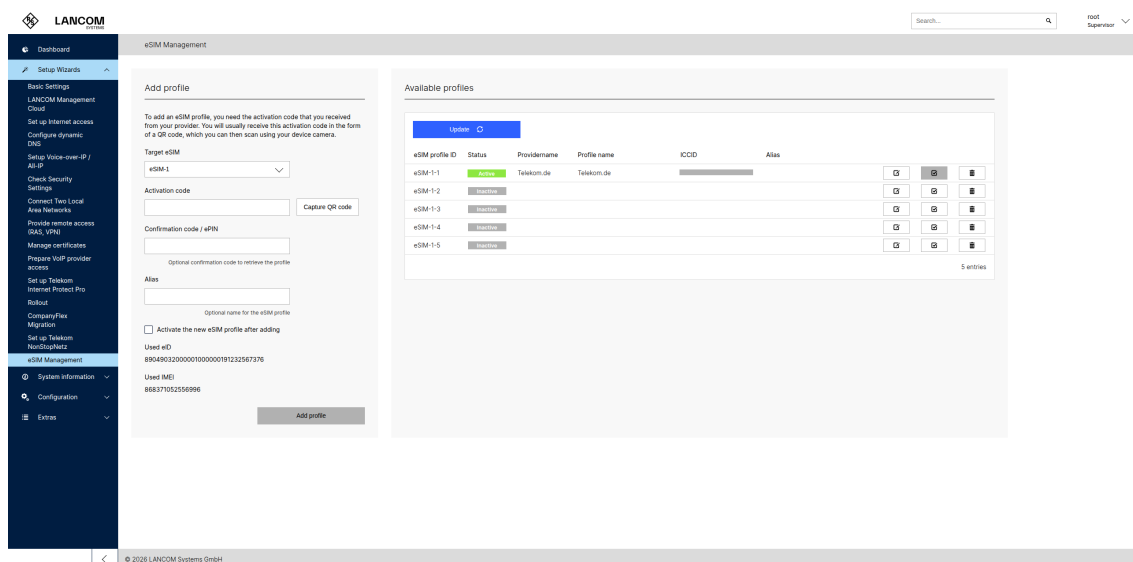 LANCOM
SYSTEMS
Search...
root
Supervisor
Dashboard
Setup Wizards
Basic Settings
LANCOM Management
Cloud
Set up Internet access
Configure dynamic
DNS
Setup Voice-over-IP /
All-IP
Check Security
Settings
Connect Two Local
Area Networks
Provide remote access
(RAS, VPN)
Manage certificates
Prepare VoIP provider
access
Set up Telekom
Internet Protect Pro
Rollout
CompanyFlex
Migration
Set up Telekom
NonStopNetz
eSIM Management
System information
Configuration
Extras
eSIM Management
Add profile
To add an eSIM profile, you need the activation code that you received
from your provider. You will usually receive this activation code in the form
of a QR code, which you can then scan using your device camera.
Target eSIM
eSIM-1
Activation code
Capture QR code
Confirmation code / ePIN
Optional confirmation code to retrieve the profile
Alias
Optional name for the eSIM profile
Activate the new eSIM profile after adding
Used eID
89049032000001000000191232567376
Used IMEI
868371052556996
Add profile
Available profiles
Update
eSIM profile ID Status Providername Profile name ICCID Alias
eSIM-1-1 Active Telekom.de Telekom.de
eSIM-1-2 Inactive
eSIM-1-3 Inactive
eSIM-1-4 Inactive
eSIM-1-5 Inactive
5 entries
© 2026 LANCOM Systems GmbH